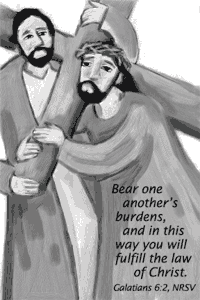 Bear one
another's
burdens,
and in this
way you will
fulfill the law
of Christ.
Galatians 6:2, NRSV